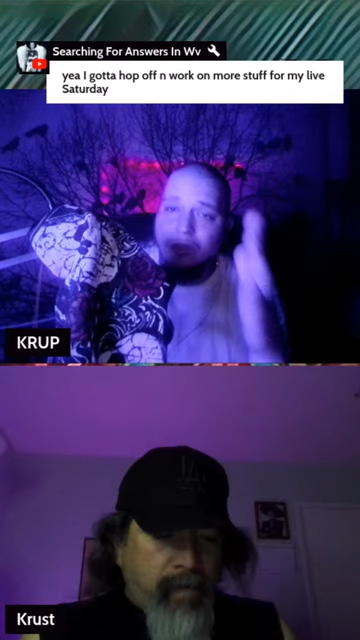 Searching For Answers In Wv
yea I gotta hop off n work on more stuff for my live
Saturday
KRUP
LA
Krust